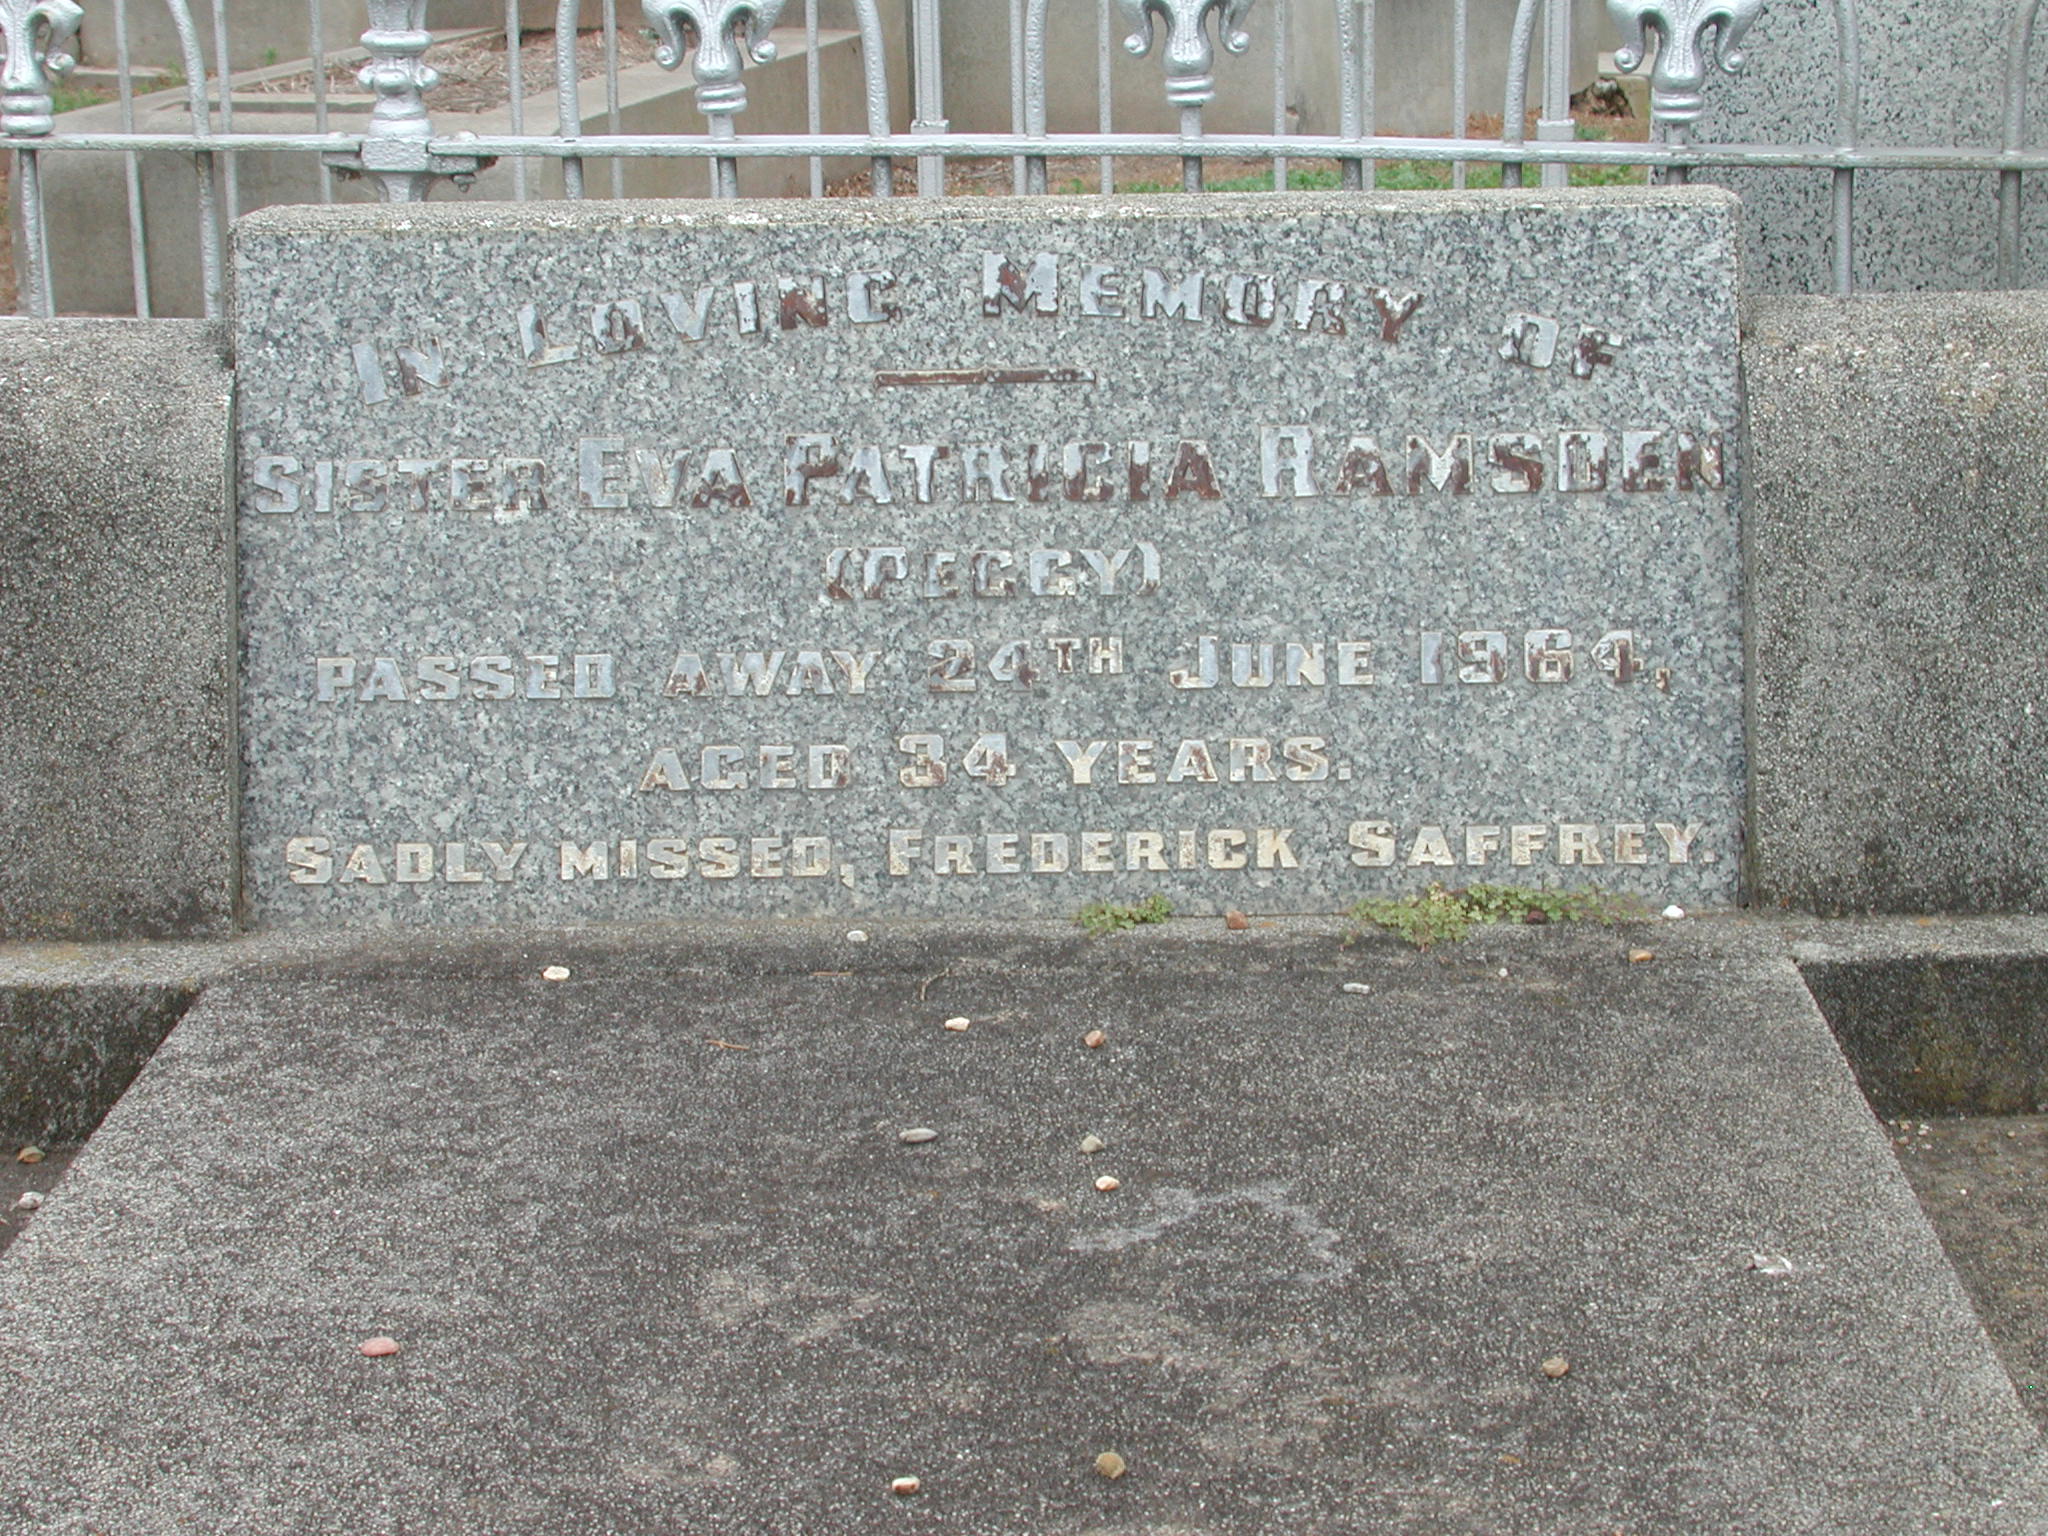 IN LOVING MEMORY OF
SISTER EVA PATRICIA RAMSDEN
(PEGGY)
PASSED AWAY 24TH JUNE 1964,
AGED 34 YEARS.
SADLY MISSED, FREDERICK SAFFREY.